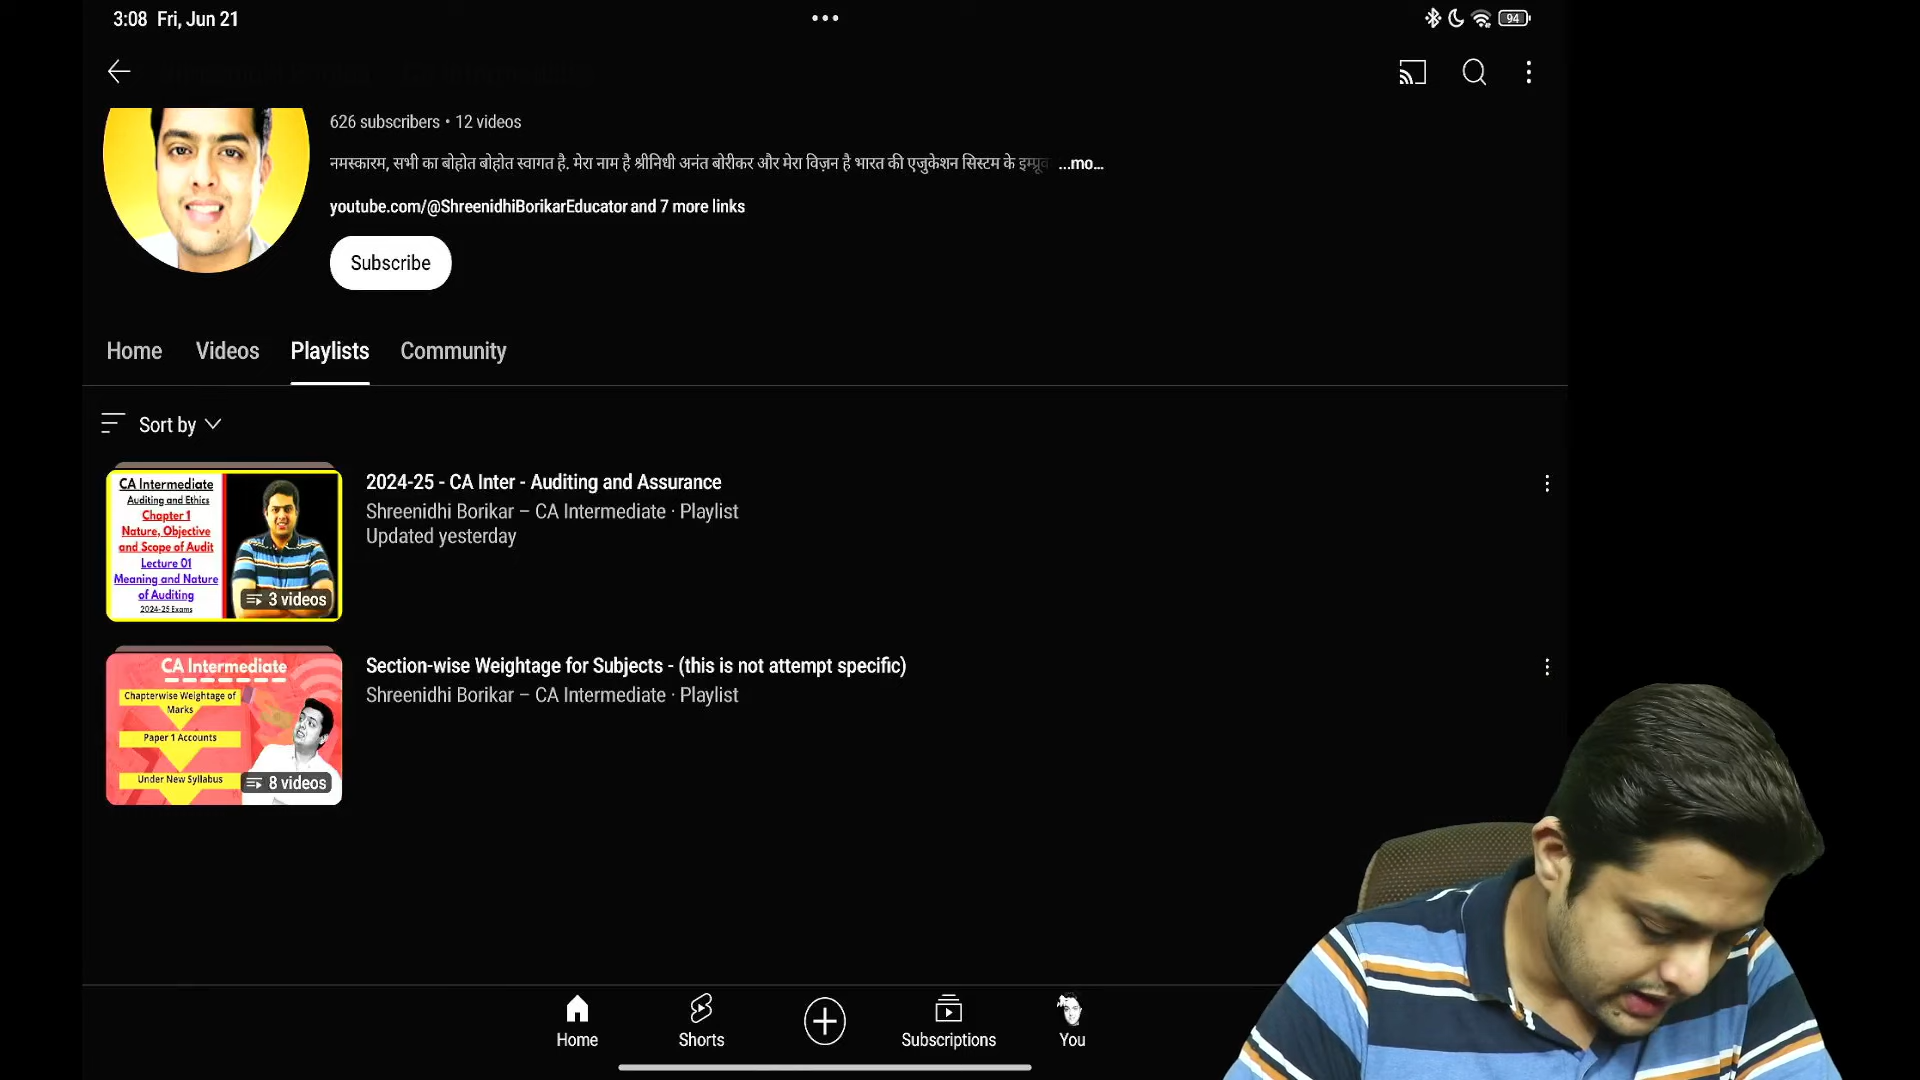 3:08 Fri, Jun 21
94
626 subscribers • 12 videos
नमस्कारम, सभी का बोहोत बोहोत स्वागत है. मेरा नाम है श्रीनिधी अनंत बोरीकर और मेरा विज़न है भारत की एजुकेशन सिस्टम के ...mo...
youtube.com/@ShreenidhiBorikarEducator and 7 more links
Subscribe
Home Videos Playlists Community
Sort by
CA Intermediate
Auditing and Ethics
Chapter 1
Nature, Objective
and Scope of Audit
Lecture 01
Meaning and Nature
of Auditing
2024-25 Exams
3 videos
2024-25 - CA Inter - Auditing and Assurance
Shreenidhi Borikar – CA Intermediate · Playlist
Updated yesterday
CA Intermediate
Chapterwise Weightage of
Marks
Paper 1 Accounts
Under New Syllabus
8 videos
Section-wise Weightage for Subjects - (this is not attempt specific)
Shreenidhi Borikar – CA Intermediate · Playlist
Home Shorts Subscriptions You